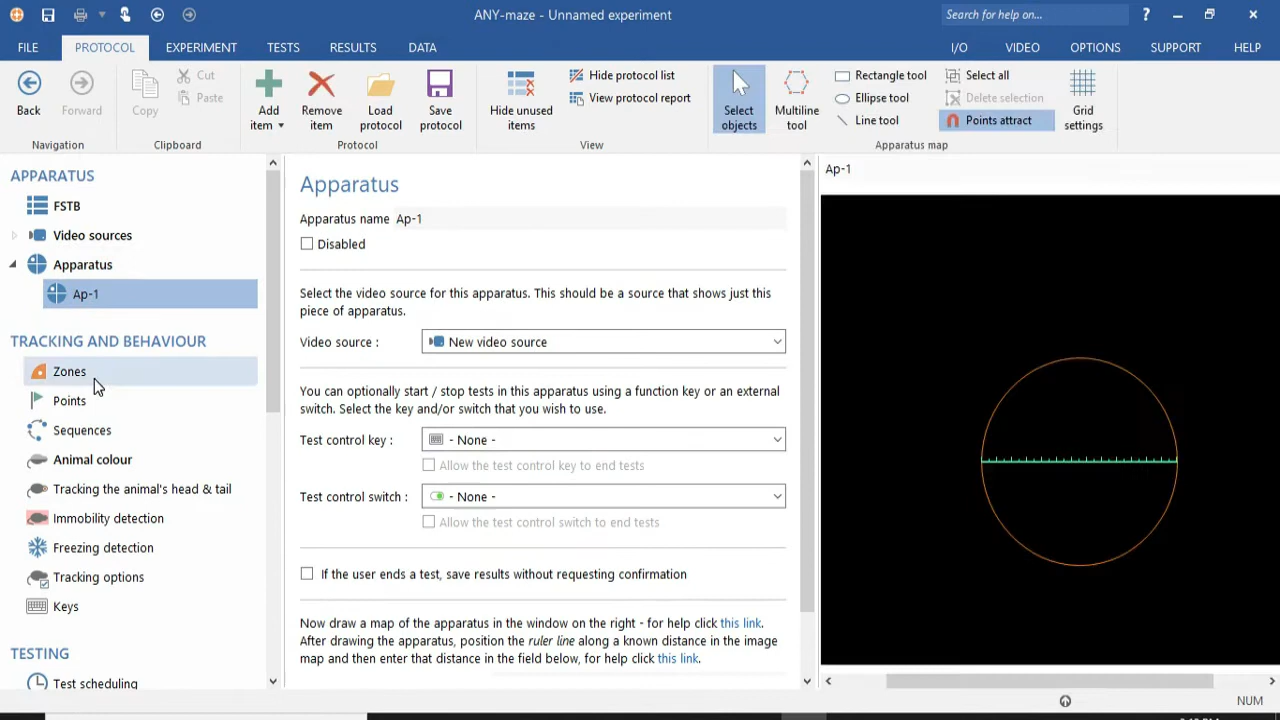 ANY-maze - Unnamed experiment
Search for help on...
?
FILE
PROTOCOL
EXPERIMENT
TESTS
RESULTS
DATA
I/O
VIDEO
OPTIONS
SUPPORT
HELP
Back
Forward
Navigation
Copy
Cut
Paste
Clipboard
Add item
Remove item
Load protocol
Save protocol
Protocol
Hide unused items
Hide protocol list
View protocol report
View
Select objects
Multiline tool
Rectangle tool
Ellipse tool
Line tool
Select all
Delete selection
Points attract
Grid settings
Apparatus map
APPARATUS
FSTB
Video sources
Apparatus
Ap-1
TRACKING AND BEHAVIOUR
Zones
Points
Sequences
Animal colour
Tracking the animal's head & tail
Immobility detection
Freezing detection
Tracking options
Keys
TESTING
Test scheduling
Apparatus
Apparatus name Ap-1
Disabled
Select the video source for this apparatus. This should be a source that shows just this
piece of apparatus.
Video source : New video source
You can optionally start / stop tests in this apparatus using a function key or an external
switch. Select the key and/or switch that you wish to use.
Test control key : - None -
Allow the test control key to end tests
Test control switch : - None -
Allow the test control switch to end tests
If the user ends a test, save results without requesting confirmation
Now draw a map of the apparatus in the window on the right - for help click this link.
After drawing the apparatus, position the ruler line along a known distance in the image
map and then enter that distance in the field below, for help click this link.
Ap-1
NUM